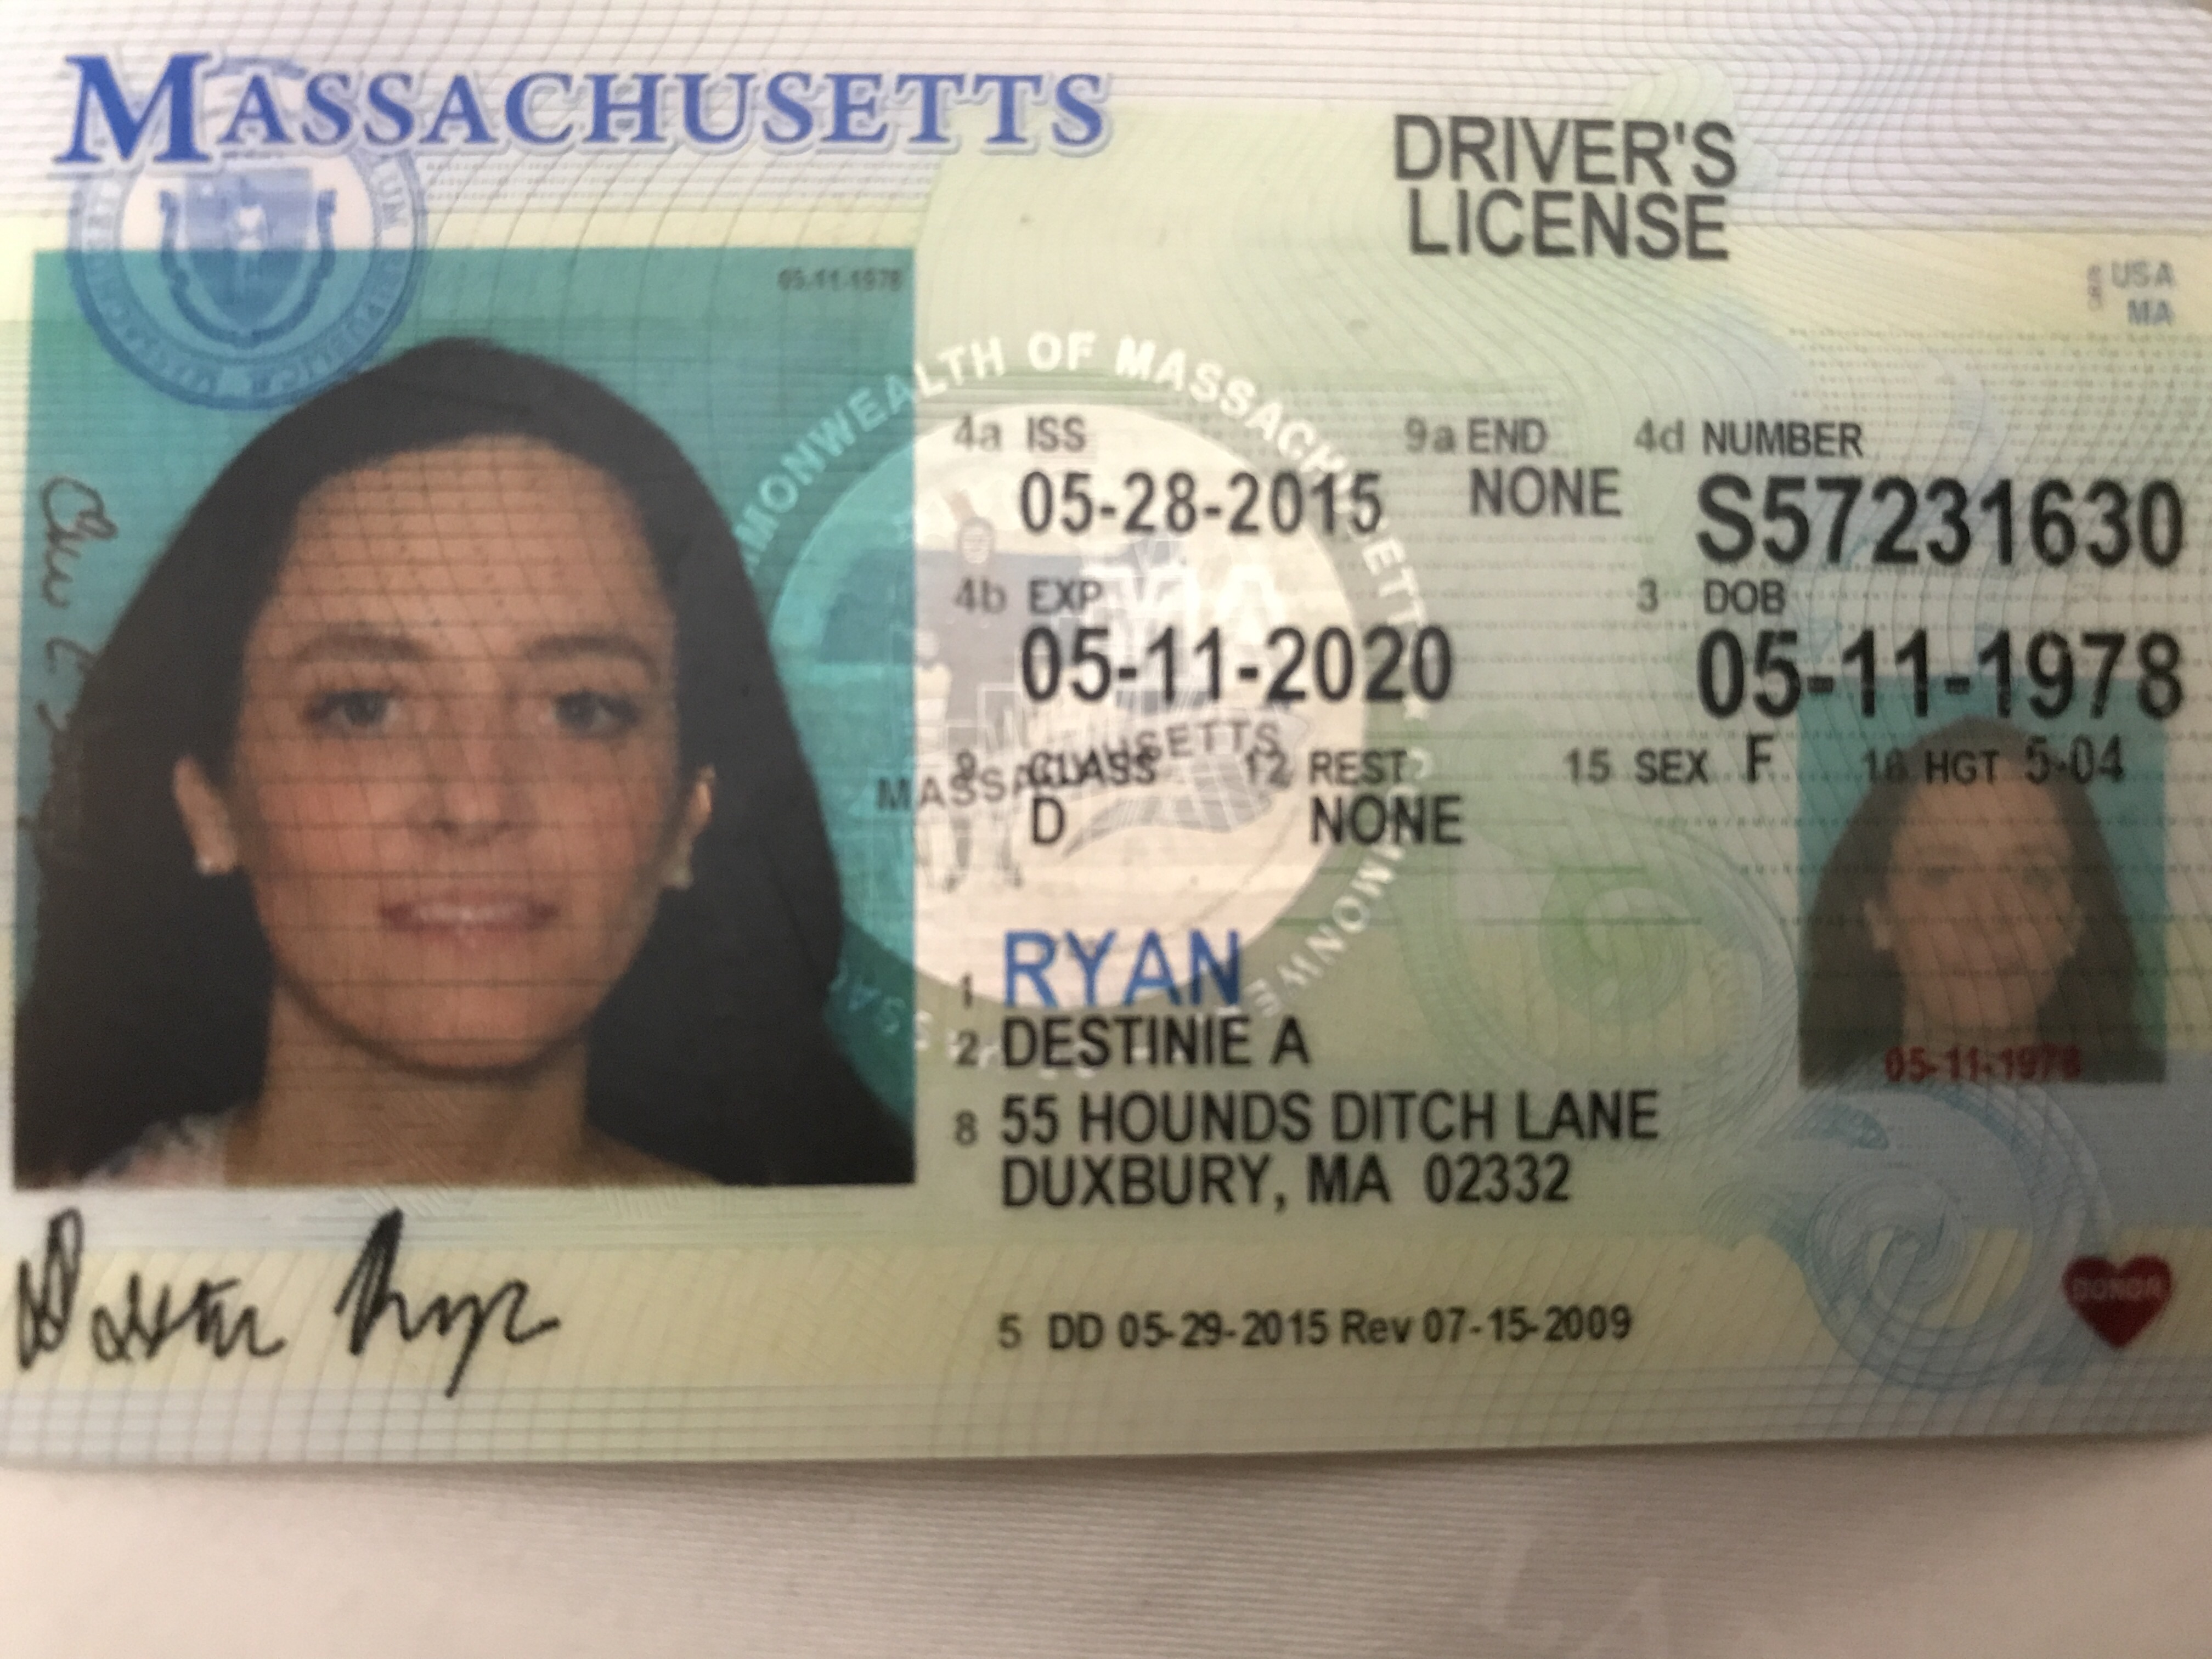 MASSACHUSETTS
DRIVER'S
LICENSE
USA
MA
05-11-1978
COMMONWEALTH OF MASSACHUSETTS
4a ISS
05-28-2015
9a END
NONE
4d NUMBER
S57231630
4b EXP
05-11-2020
3 DOB
05-11-1978
MASSACHUSETTS
9 CLASS
D
12 REST
NONE
15 SEX F
16 HGT 5-04
1 RYAN
2 DESTINIE A
8 55 HOUNDS DITCH LANE
DUXBURY, MA 02332
05-11-1978
5 DD 05-29-2015 Rev 07-15-2009
DONOR